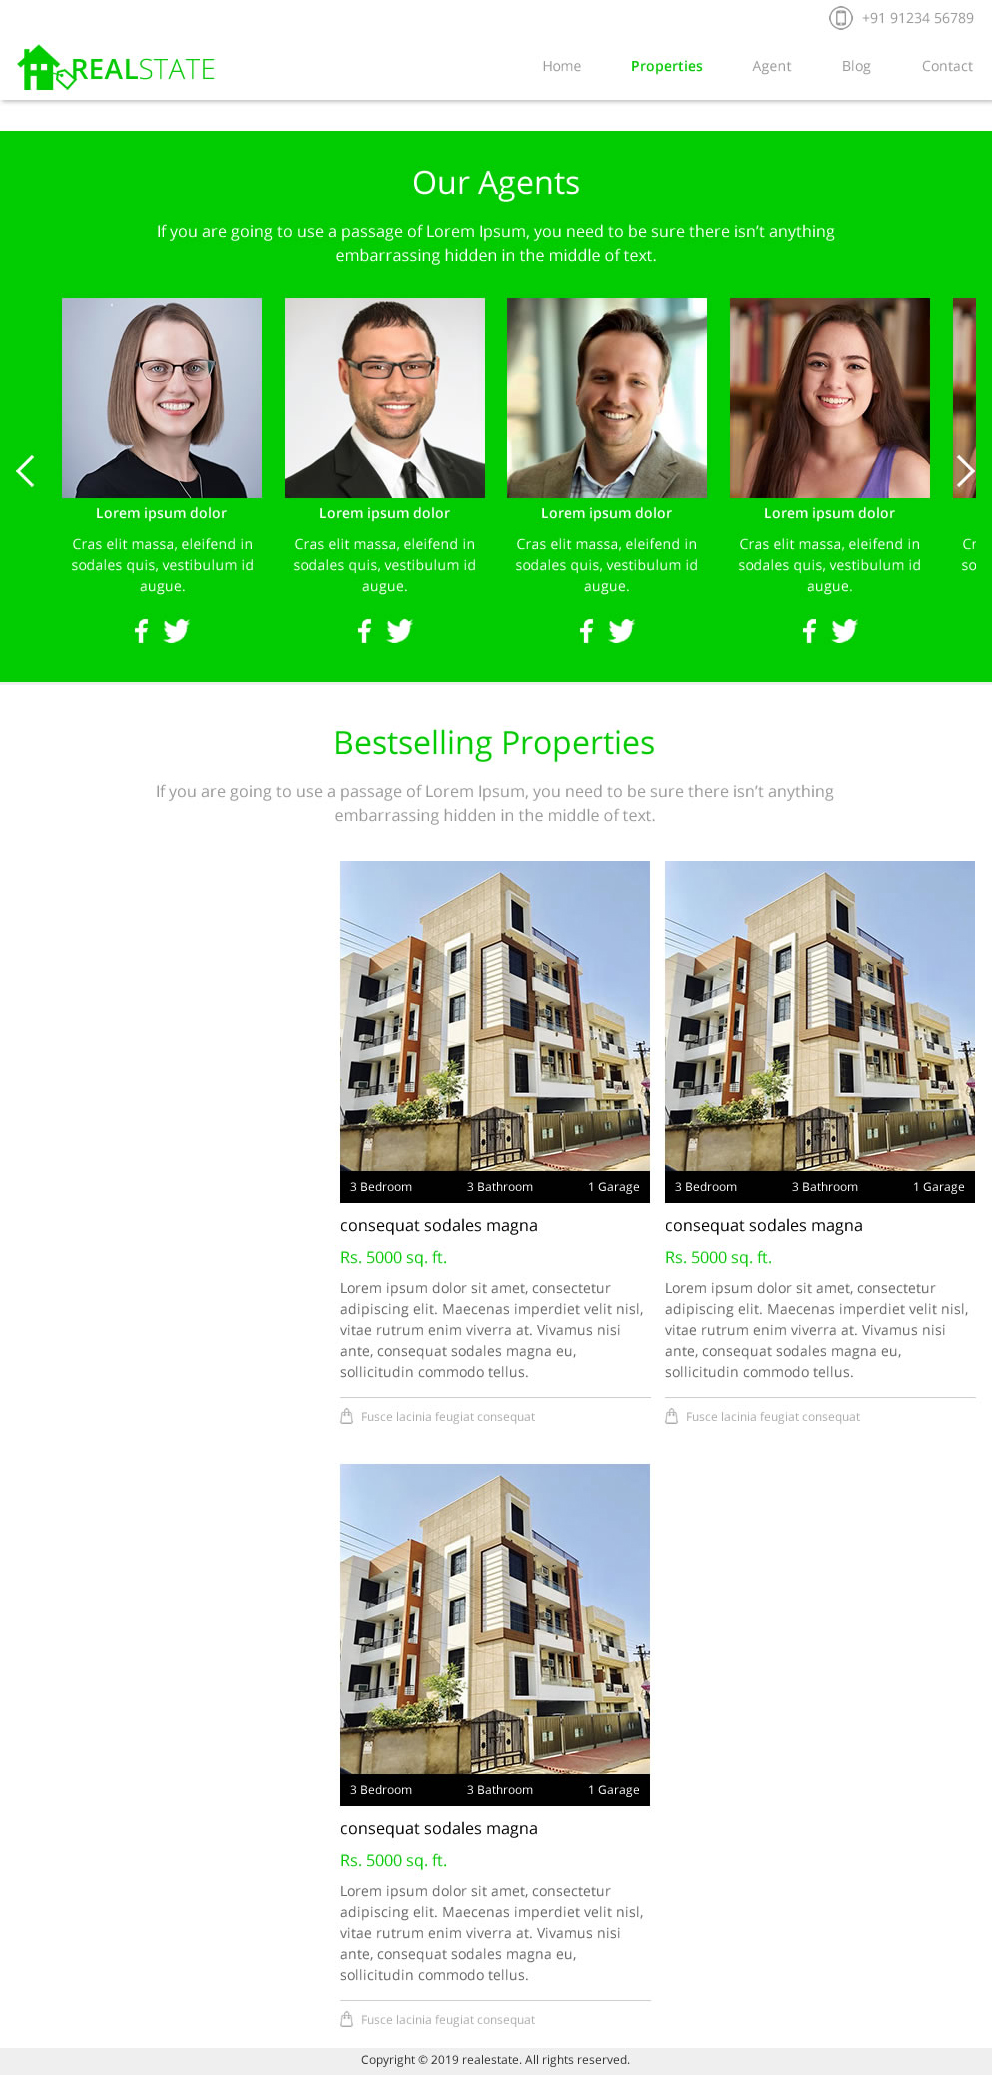 +91 91234 56789
REALSTATE
Home Properties Agent Blog Contact
Our Agents
If you are going to use a passage of Lorem Ipsum, you need to be sure there isn't anything
embarrassing hidden in the middle of text.
Lorem ipsum dolor
Cras elit massa, eleifend in
sodales quis, vestibulum id
augue.
Lorem ipsum dolor
Cras elit massa, eleifend in
sodales quis, vestibulum id
augue.
Lorem ipsum dolor
Cras elit massa, eleifend in
sodales quis, vestibulum id
augue.
Lorem ipsum dolor
Cras elit massa, eleifend in
sodales quis, vestibulum id
augue.
Cr
so
Bestselling Properties
If you are going to use a passage of Lorem Ipsum, you need to be sure there isn't anything
embarrassing hidden in the middle of text.
3 Bedroom 3 Bathroom 1 Garage
consequat sodales magna
Rs. 5000 sq. ft.
Lorem ipsum dolor sit amet, consectetur
adipiscing elit. Maecenas imperdiet velit nisl,
vitae rutrum enim viverra at. Vivamus nisi
ante, consequat sodales magna eu,
sollicitudin commodo tellus.
Fusce lacinia feugiat consequat
3 Bedroom 3 Bathroom 1 Garage
consequat sodales magna
Rs. 5000 sq. ft.
Lorem ipsum dolor sit amet, consectetur
adipiscing elit. Maecenas imperdiet velit nisl,
vitae rutrum enim viverra at. Vivamus nisi
ante, consequat sodales magna eu,
sollicitudin commodo tellus.
Fusce lacinia feugiat consequat
3 Bedroom 3 Bathroom 1 Garage
consequat sodales magna
Rs. 5000 sq. ft.
Lorem ipsum dolor sit amet, consectetur
adipiscing elit. Maecenas imperdiet velit nisl,
vitae rutrum enim viverra at. Vivamus nisi
ante, consequat sodales magna eu,
sollicitudin commodo tellus.
Fusce lacinia feugiat consequat
Copyright © 2019 realestate. All rights reserved.